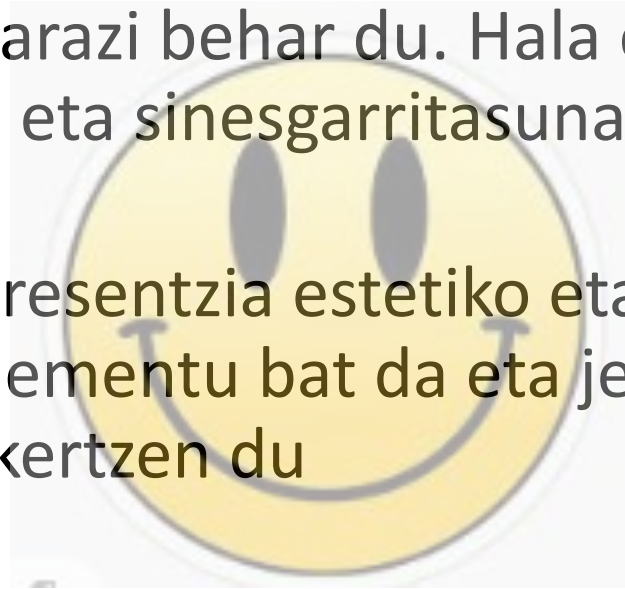 arazi behar du. Hala
eta sinesgarritasuna
resentzia estetiko eta
ementu bat da eta je
kertzen du